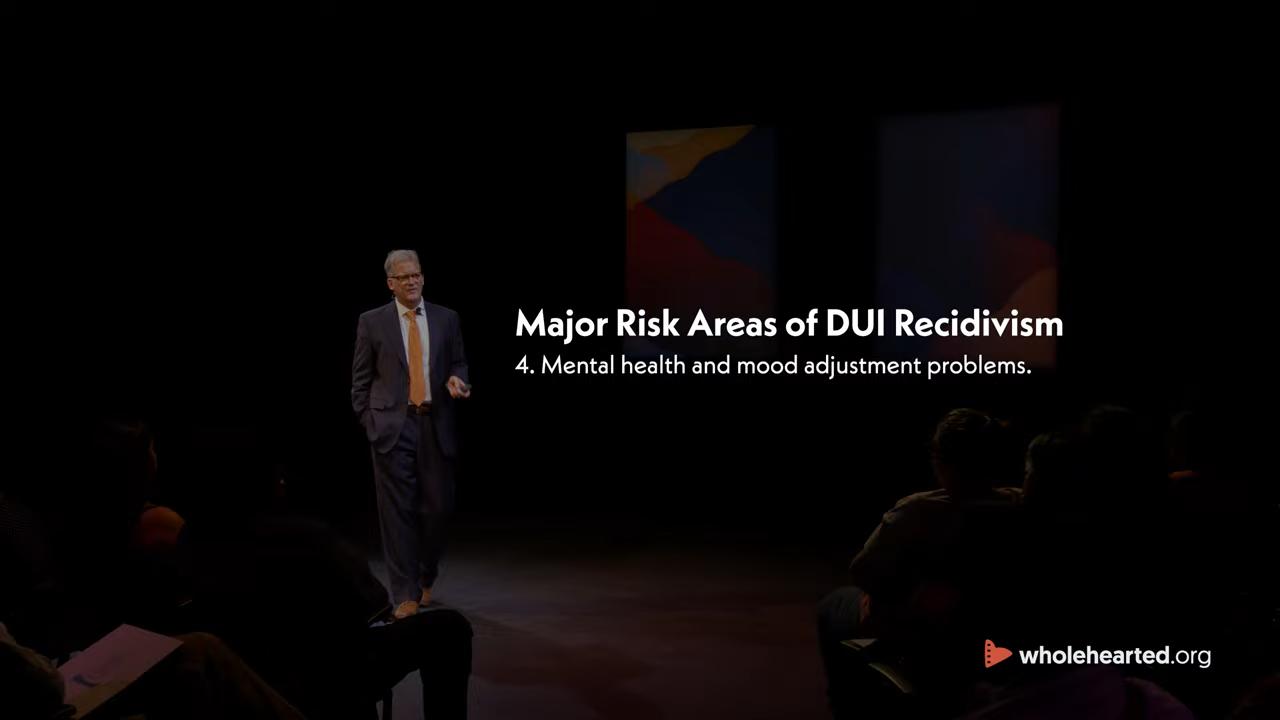 Major Risk Areas of DUI Recidivism
4. Mental health and mood adjustment problems.
wholehearted.org